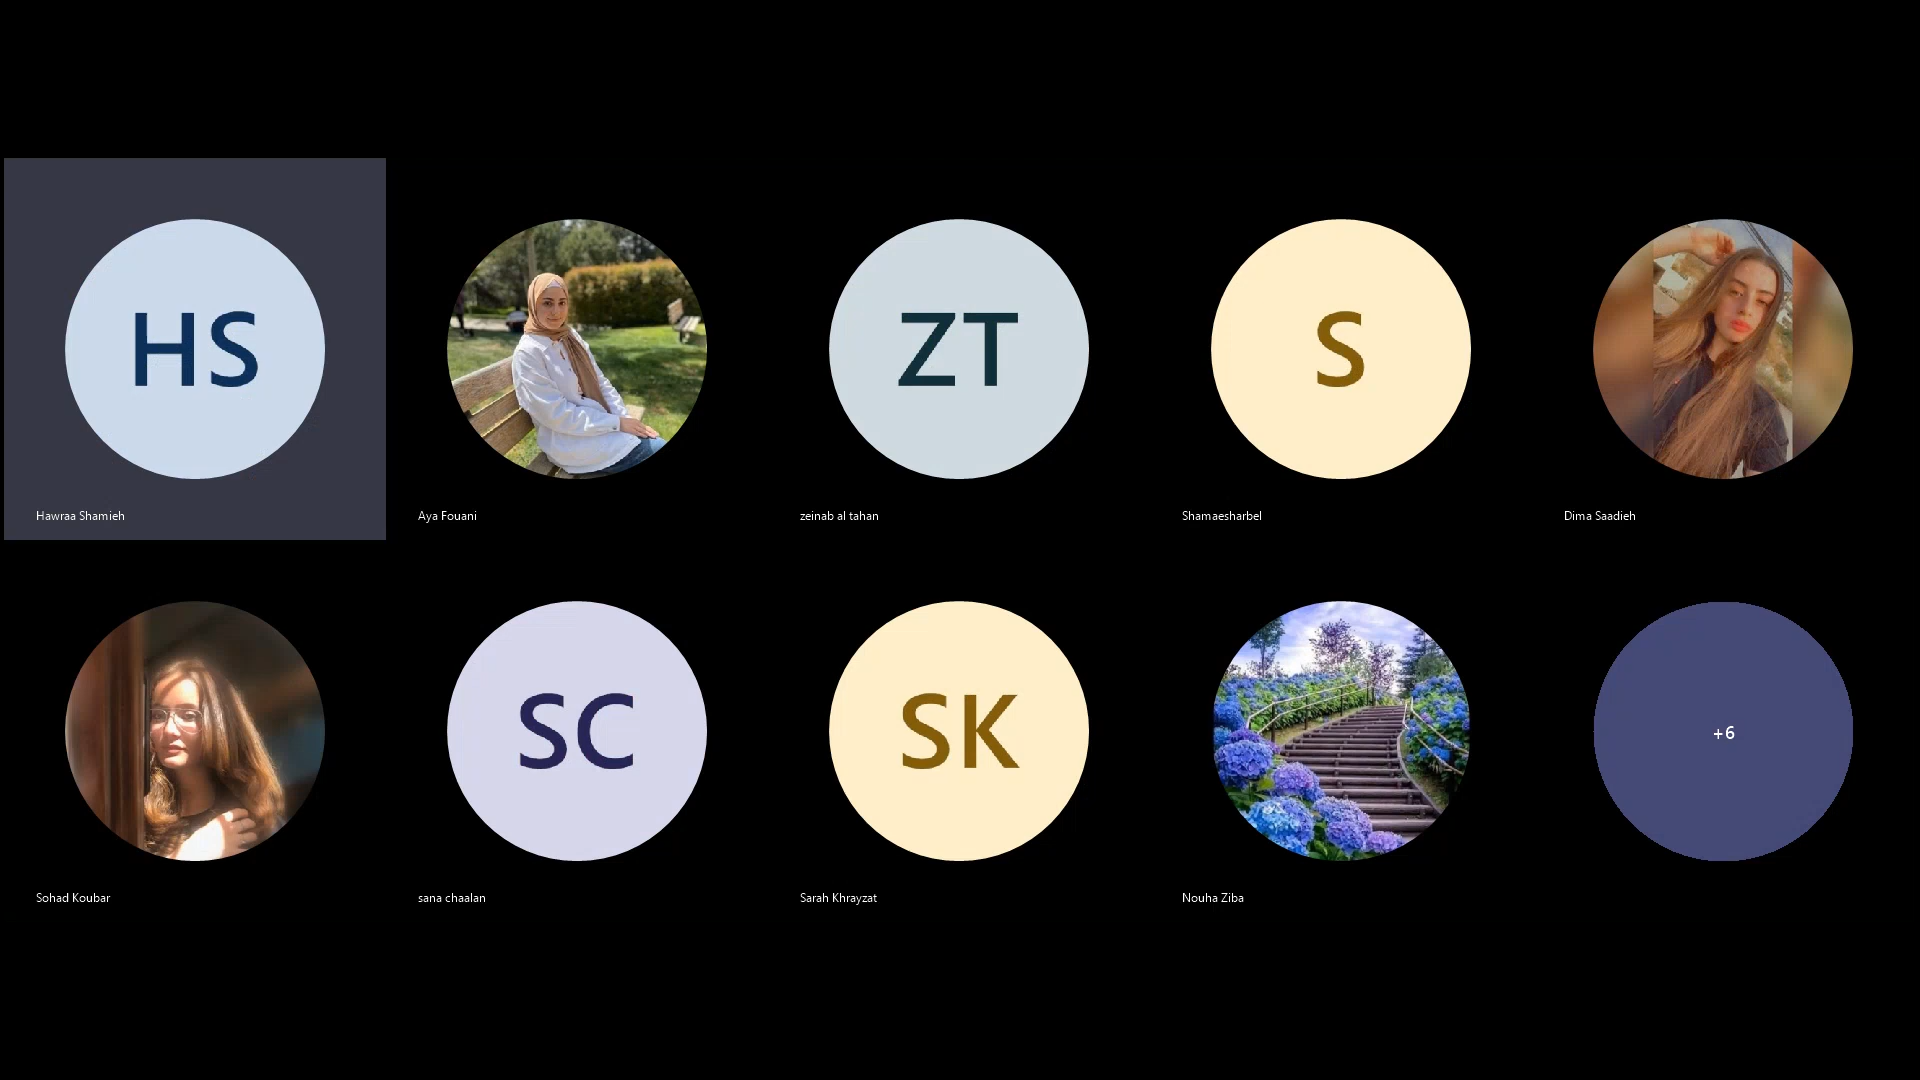 HS
Hawraa Shamieh
Aya Fouani
ZT
zeinab al tahan
S
Shamaesharbel
Dima Saadieh
Sohad Koubar
SC
sana chaalan
SK
Sarah Khrayzat
Nouha Ziba
+6